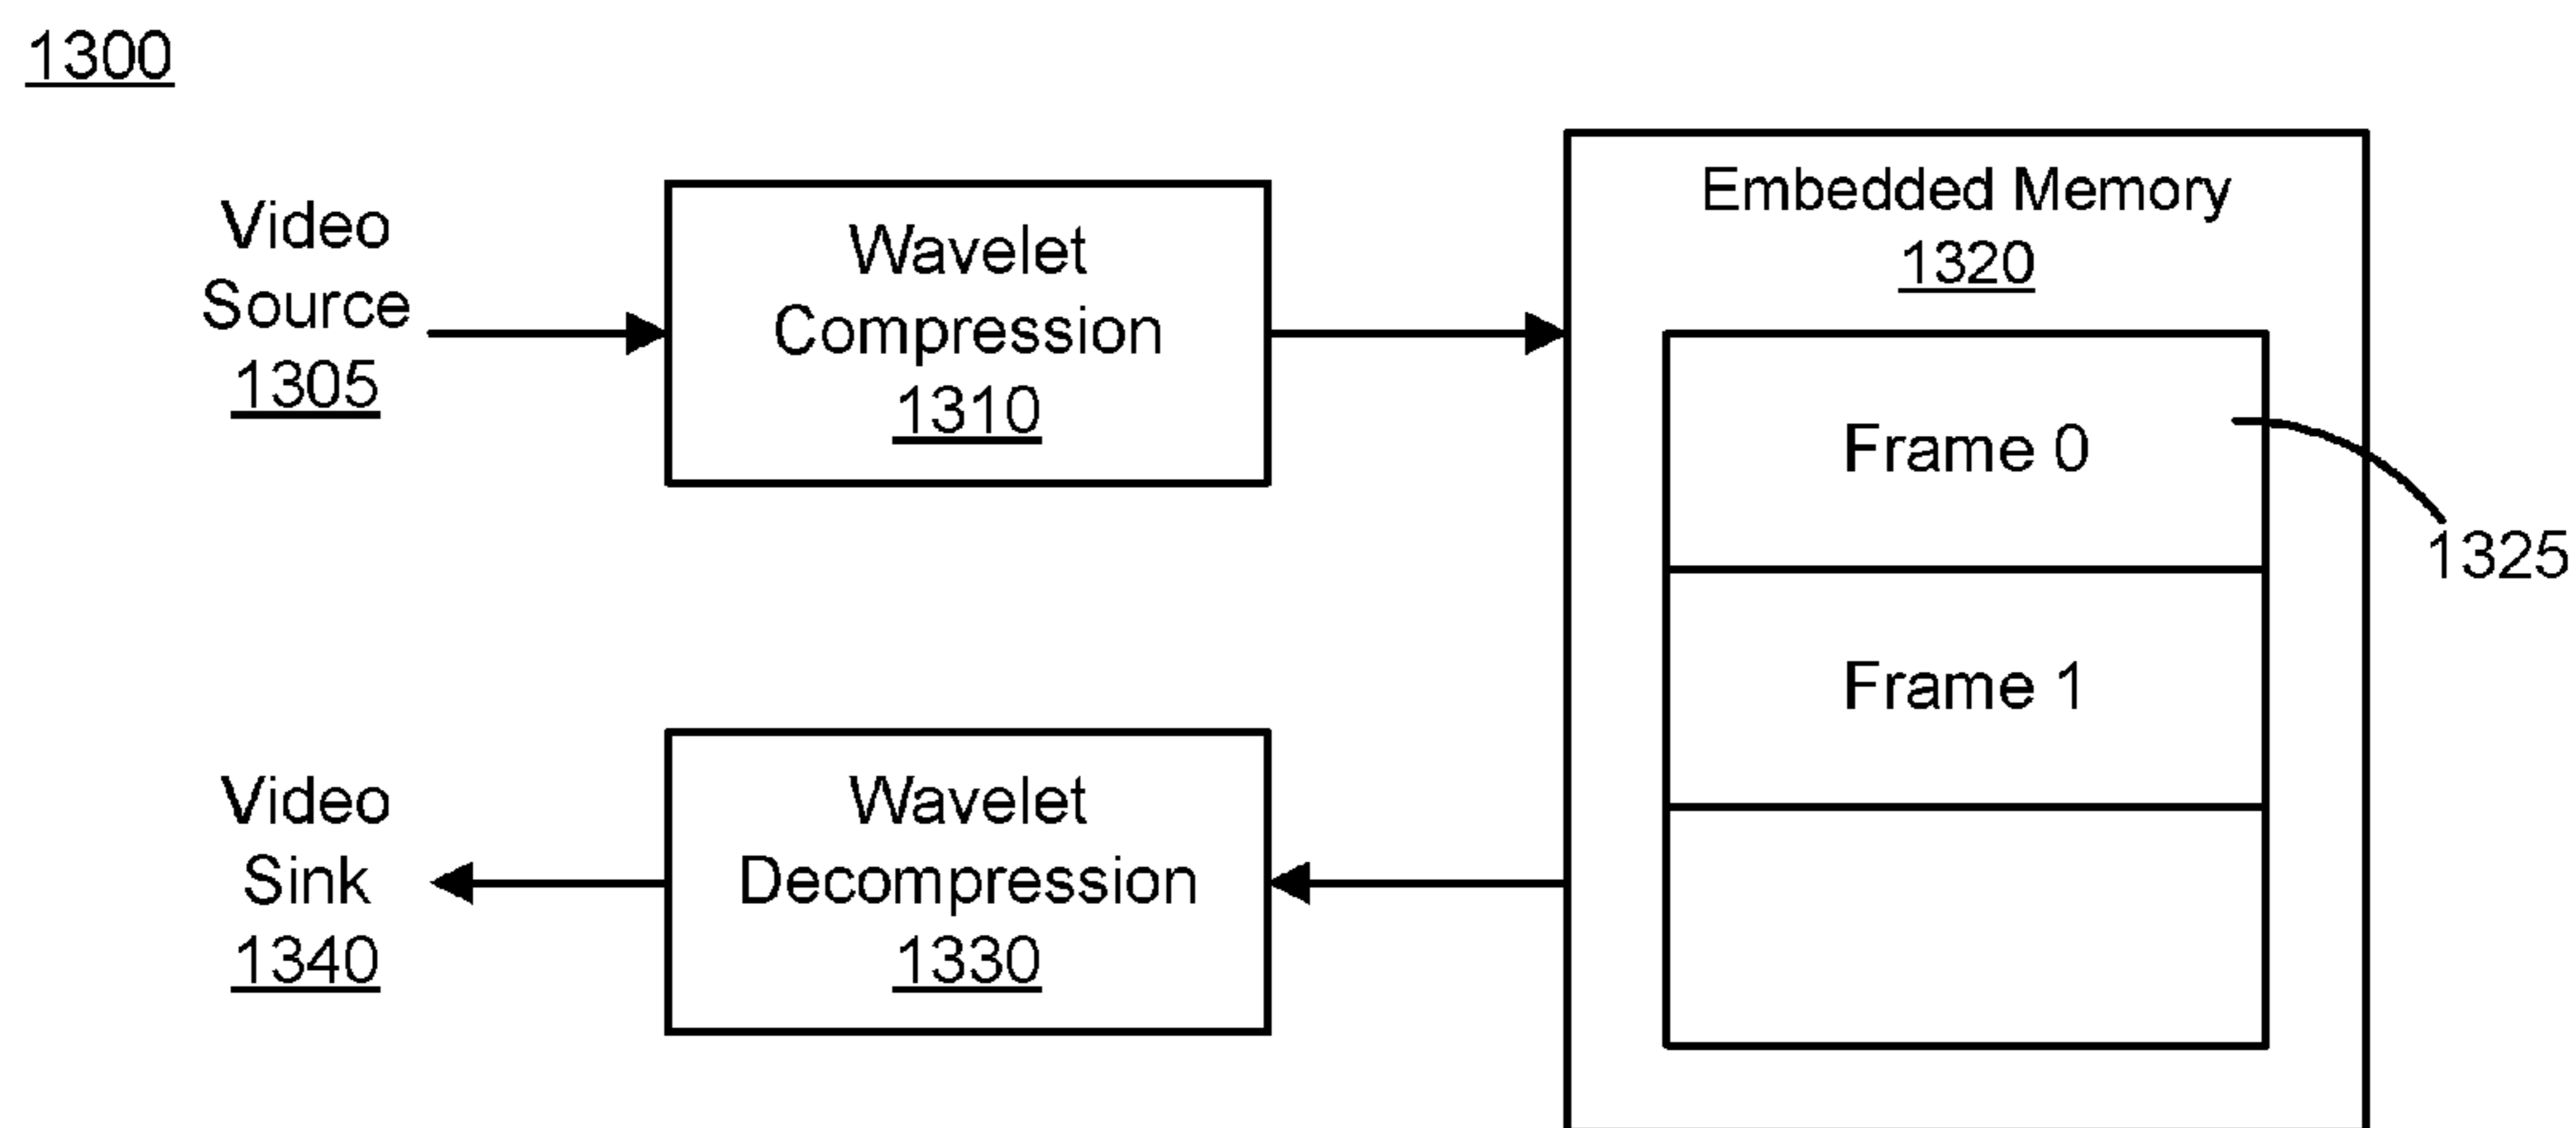 1300
Video
Source
1305
Wavelet
Compression
1310
Embedded Memory
1320
Frame 0
1325
Frame 1
Video
Sink
1340
Wavelet
Decompression
1330